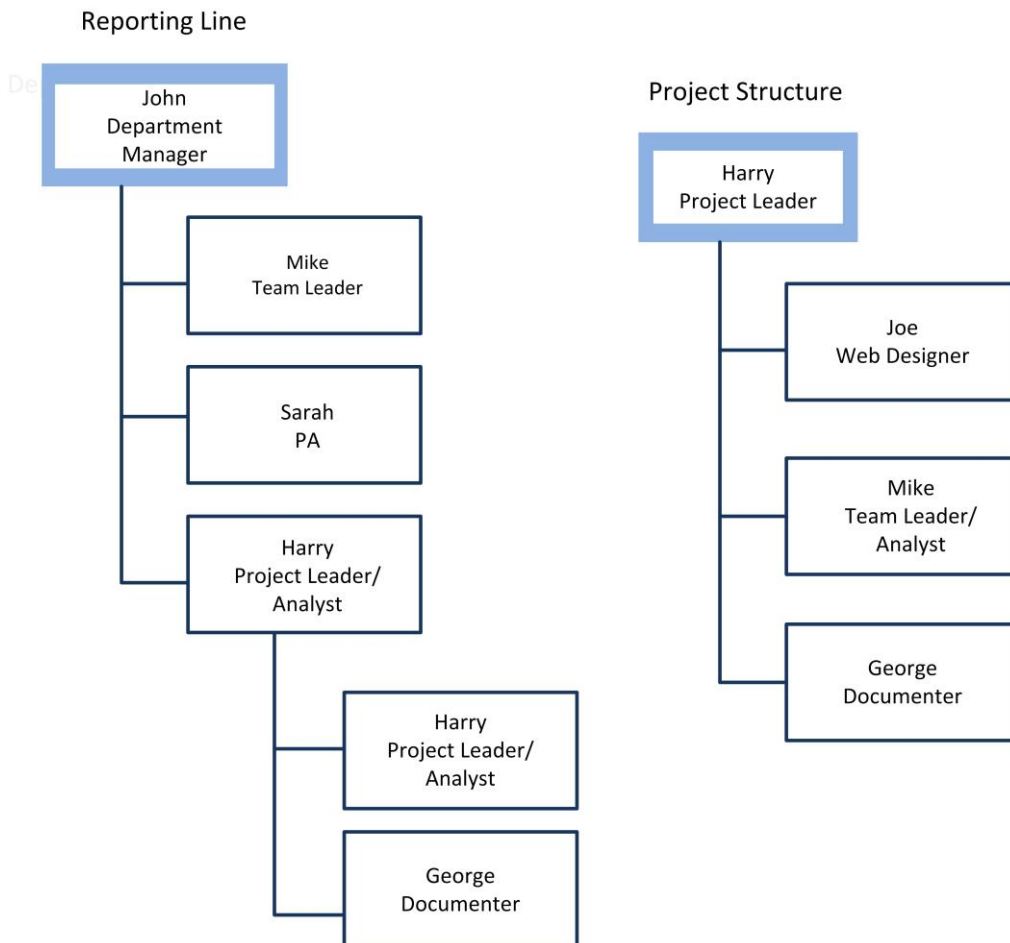 Reporting Line
De
John
Department
Manager
Mike
Team Leader
Sarah
PA
Harry
Project Leader/
Analyst
Harry
Project Leader/
Analyst
George
Documenter
Project Structure
Harry
Project Leader
Joe
Web Designer
Mike
Team Leader/
Analyst
George
Documenter